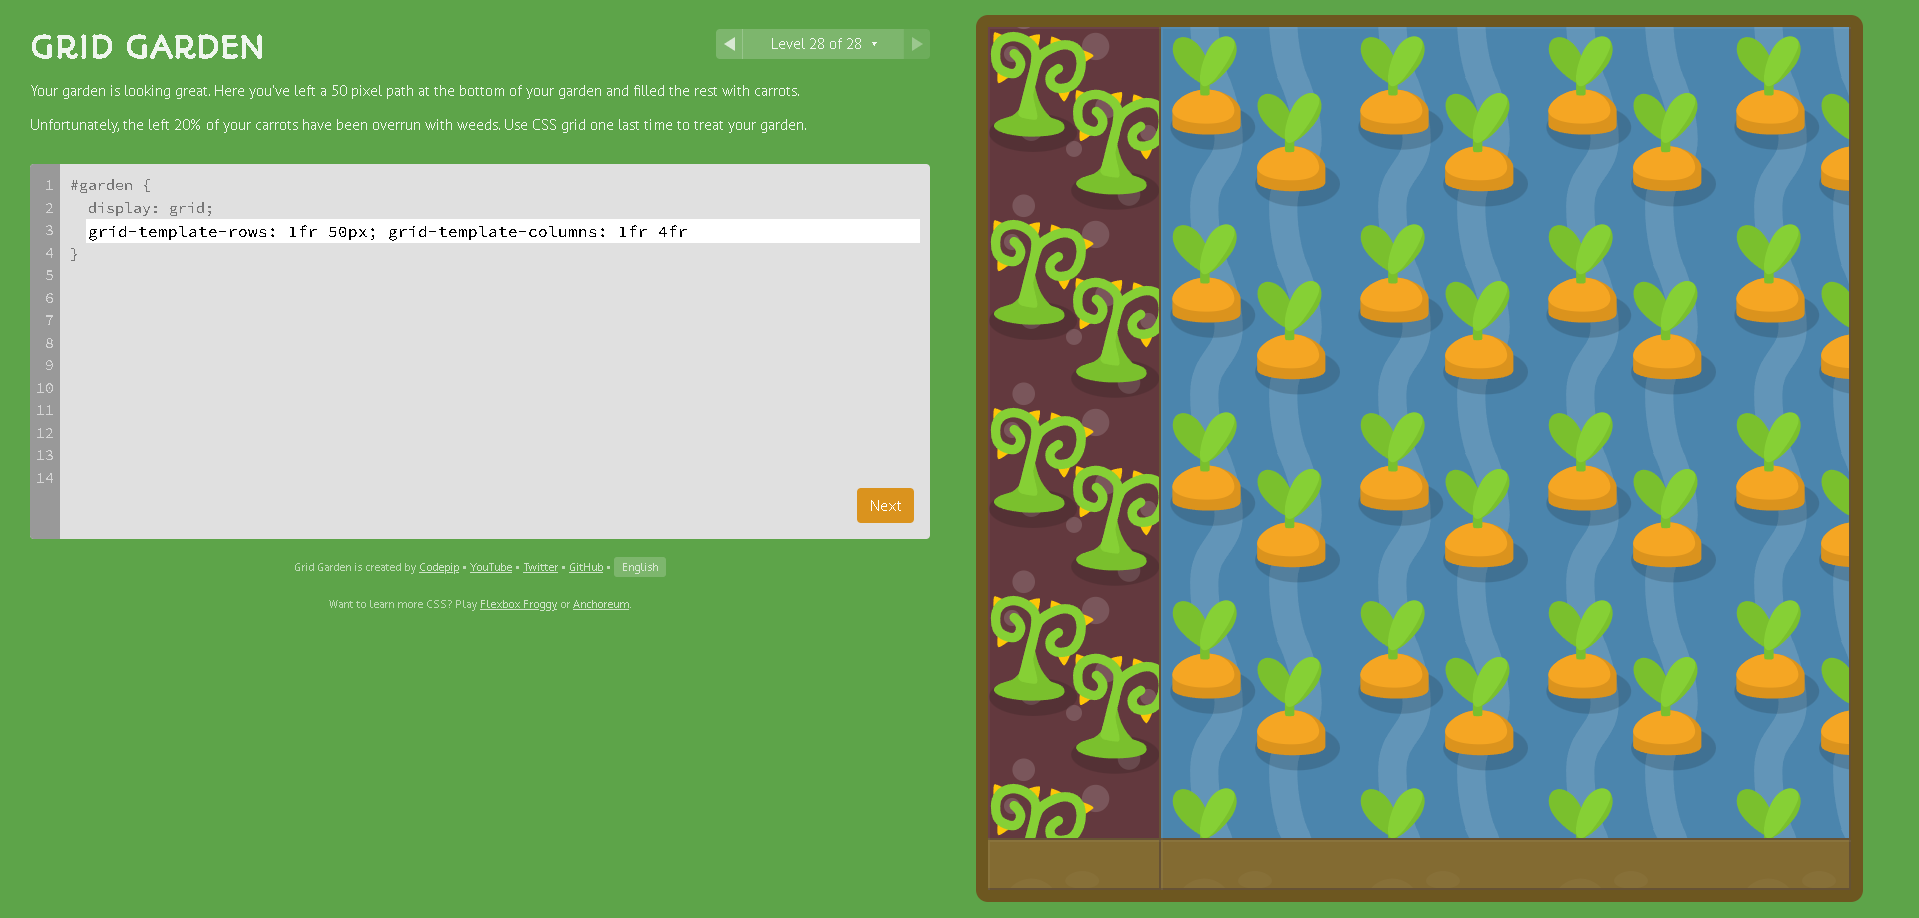 GRID GARDEN
◀ Level 28 of 28 ▾ ▶
Your garden is looking great. Here you've left a 50 pixel path at the bottom of your garden and filled the rest with carrots.
Unfortunately, the left 20% of your carrots have been overrun with weeds. Use CSS grid one last time to treat your garden.
1 #garden {
2 display: grid;
3 grid-template-rows: 1fr 50px; grid-template-columns: 1fr 4fr
4 }
5
6
7
8
9
10
11
12
13
14
Next
Grid Garden is created by Codepip • YouTube • Twitter • GitHub • English
Want to learn more CSS? Play Flexbox Froggy or Anchoreum.